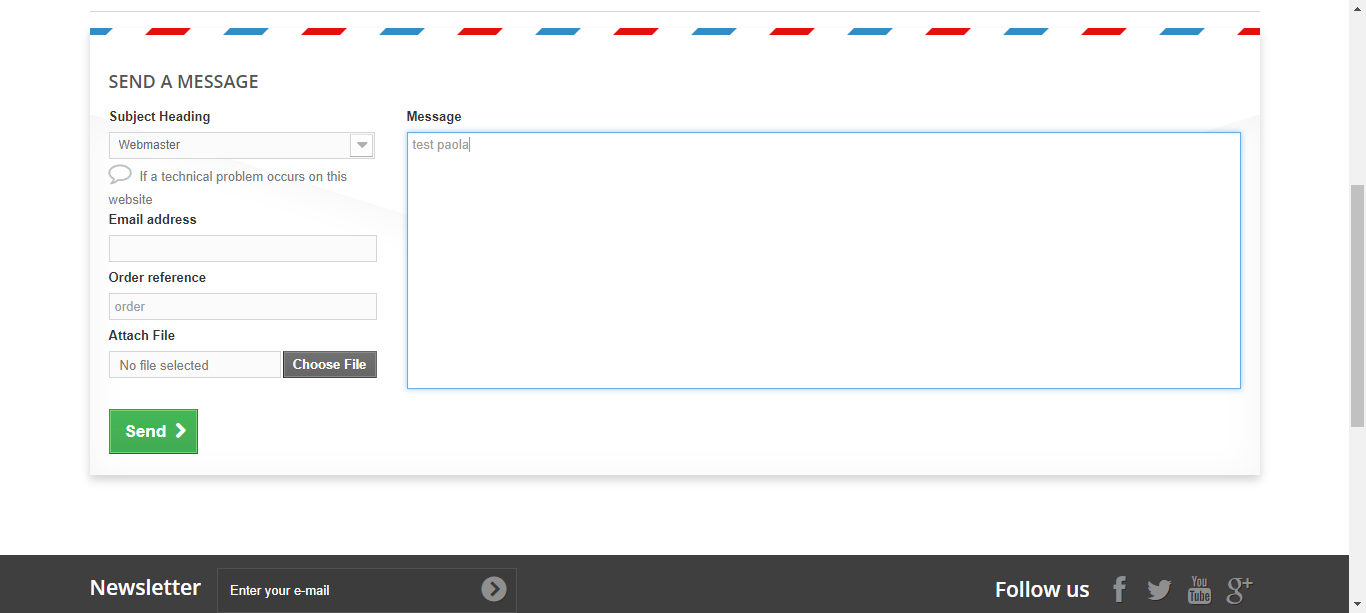 SEND A MESSAGE
Subject Heading
Webmaster
If a technical problem occurs on this
website
Email address
Order reference
order
Attach File
No file selected
Choose File
Send
Message
test paola
Newsletter
Enter your e-mail
Follow us
You
Tube
g+